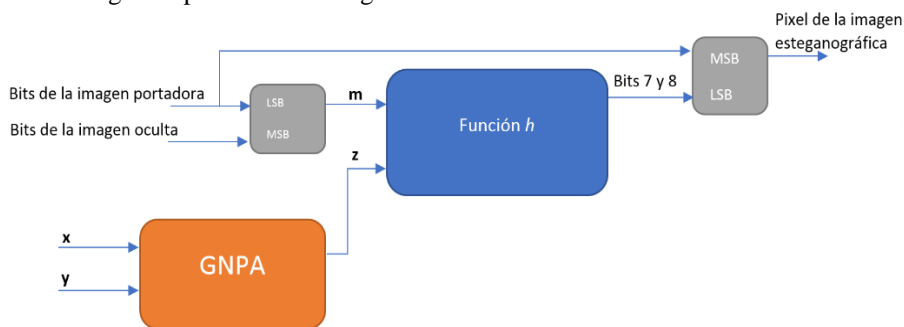 Pixel de la imagen
esteganográfica
MSB
LSB
Bits 7 y 8
Bits de la imagen portadora
LSB
MSB
m
Función h
Bits de la imagen oculta
z
x
y
GNPA